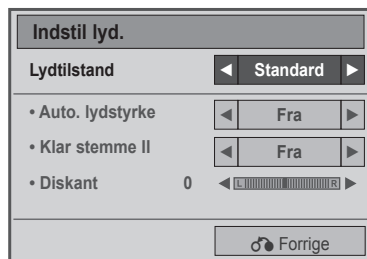 Indstil lyd.
Lydtilstand ◄ Standard ►
• Auto. lydstyrke ◄ Fra ►
• Klar stemme II ◄ Fra ►
• Diskant 0 ◄ L R ►
Forrige